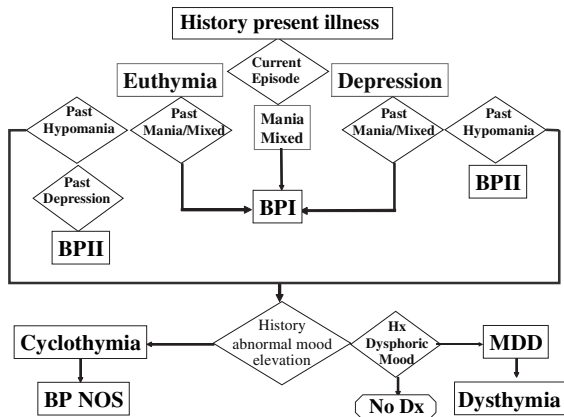 History present illness
Current
Episode
Euthymia
Depression
Past
Hypomania
Past
Mania/Mixed
Mania
Mixed
Past
Mania/Mixed
Past
Hypomania
Past
Depression
BPII
BPI
BPII
History
abnormal mood
elevation
Hx
Dysphoric
Mood
Cyclothymia
MDD
BP NOS
No Dx
Dysthymia